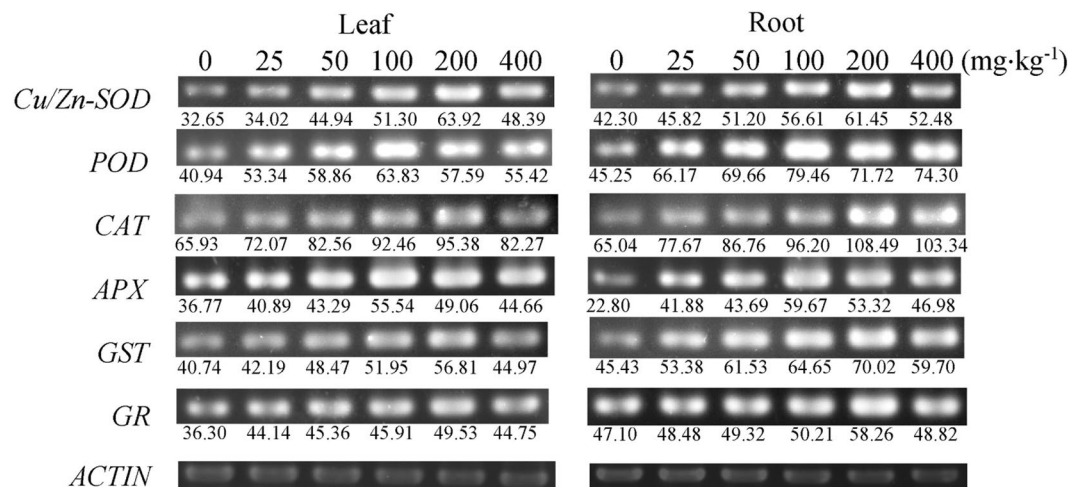 Leaf Root
0 25 50 100 200 400 0 25 50 100 200 400 (mg·kg⁻¹)
Cu/Zn-SOD
32.65 34.02 44.94 51.30 63.92 48.39 42.30 45.82 51.20 56.61 61.45 52.48
POD
40.94 53.34 58.86 63.83 57.59 55.42 45.25 66.17 69.66 79.46 71.72 74.30
CAT
65.93 72.07 82.56 92.46 95.38 82.27 65.04 77.67 86.76 96.20 108.49 103.34
APX
36.77 40.89 43.29 55.54 49.06 44.66 22.80 41.88 43.69 59.67 53.32 46.98
GST
40.74 42.19 48.47 51.95 56.81 44.97 45.43 53.38 61.53 64.65 70.02 59.70
GR
36.30 44.14 45.36 45.91 49.53 44.75 47.10 48.48 49.32 50.21 58.26 48.82
ACTIN